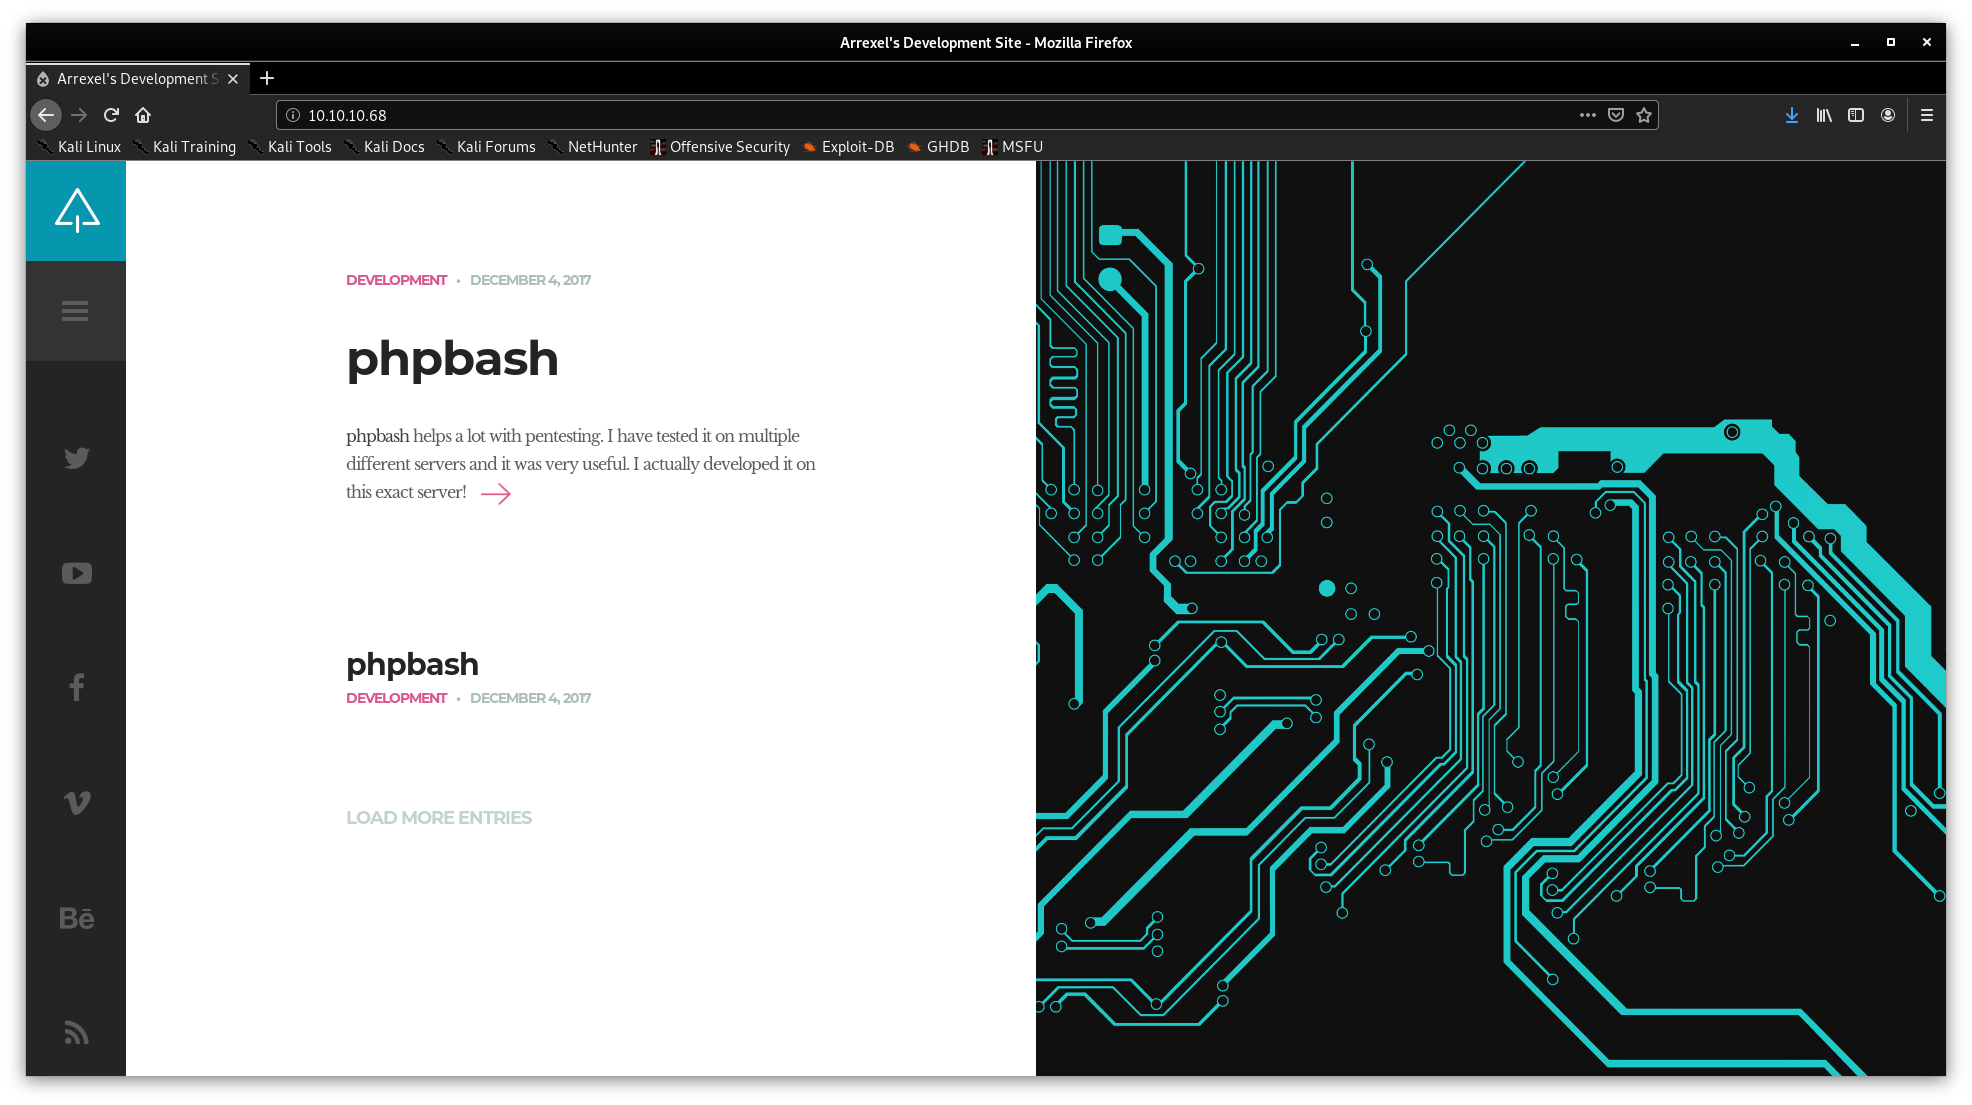 Arrexel's Development Site - Mozilla Firefox
Arrexel's Development S
10.10.10.68
Kali Linux Kali Training Kali Tools Kali Docs Kali Forums NetHunter Offensive Security Exploit-DB GHDB MSFU
DEVELOPMENT • DECEMBER 4, 2017
phpbash
phpbash helps a lot with pentesting. I have tested it on multiple
different servers and it was very useful. I actually developed it on
this exact server!
phpbash
DEVELOPMENT • DECEMBER 4, 2017
LOAD MORE ENTRIES
Bē